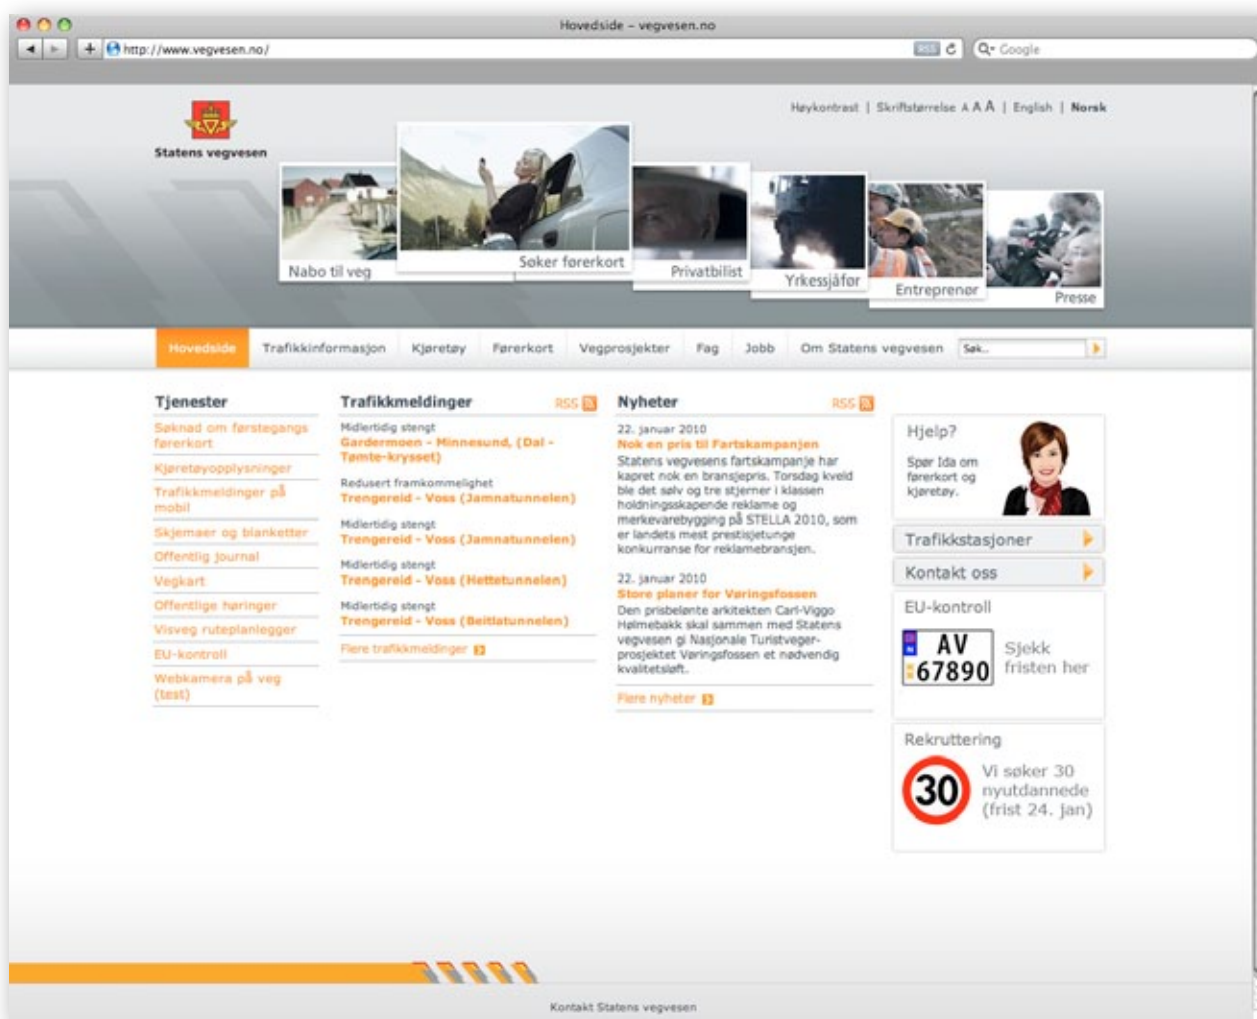 Hovedside – vegvesen.no
http://www.vegvesen.no/
RSS
Google
Høykontrast | Skriftstørrelse A A A | English | Norsk
Statens vegvesen
Nabo til veg
Søker førerkort
Privatbilist
Yrkessjåfør
Entreprenør
Presse
Hovedside
Trafikkinformasjon
Kjøretøy
Førerkort
Vegprosjekter
Fag
Jobb
Om Statens vegvesen
Søk..
Tjenester
Søknad om førstegangs
førerkort
Kjøretøyopplysninger
Trafikkmeldinger på
mobil
Skjemaer og blanketter
Offentlig journal
Vegkart
Offentlige høringer
Visveg ruteplanlegger
EU-kontroll
Webkamera på veg
(test)
Trafikkmeldinger
RSS
Midlertidig stengt
Gardermoen - Minnesund, (Dal -
Tømte-krysset)
Redusert framkommelighet
Trengereid - Voss (Jamnatunnelen)
Midlertidig stengt
Trengereid - Voss (Jamnatunnelen)
Midlertidig stengt
Trengereid - Voss (Hettetunnelen)
Midlertidig stengt
Trengereid - Voss (Beitlatunnelen)
Flere trafikkmeldinger
Nyheter
RSS
22. januar 2010
Nok en pris til Fartskampanjen
Statens vegvesens fartskampanje har
kapret nok en bransjepris. Torsdag kveld
ble det sølv og tre stjerner i klassen
holdningsskapende reklame og
merkevarebygging på STELLA 2010, som
er landets mest prestisjetunge
konkurranse for reklamebransjen.
22. januar 2010
Store planer for Vøringsfossen
Den prisbelønte arkitekten Carl-Viggo
Hølmebakk skal sammen med Statens
vegvesen gi Nasjonale Turistveger-
prosjektet Vøringsfossen et nødvendig
kvalitetsløft.
Flere nyheter
Hjelp?
Spør Ida om
førerkort og
kjøretøy.
Trafikkstasjoner
Kontakt oss
EU-kontroll
N
AV
67890
Sjekk
fristen her
Rekruttering
30
Vi søker 30
nyutdannede
(frist 24. jan)
Kontakt Statens vegvesen